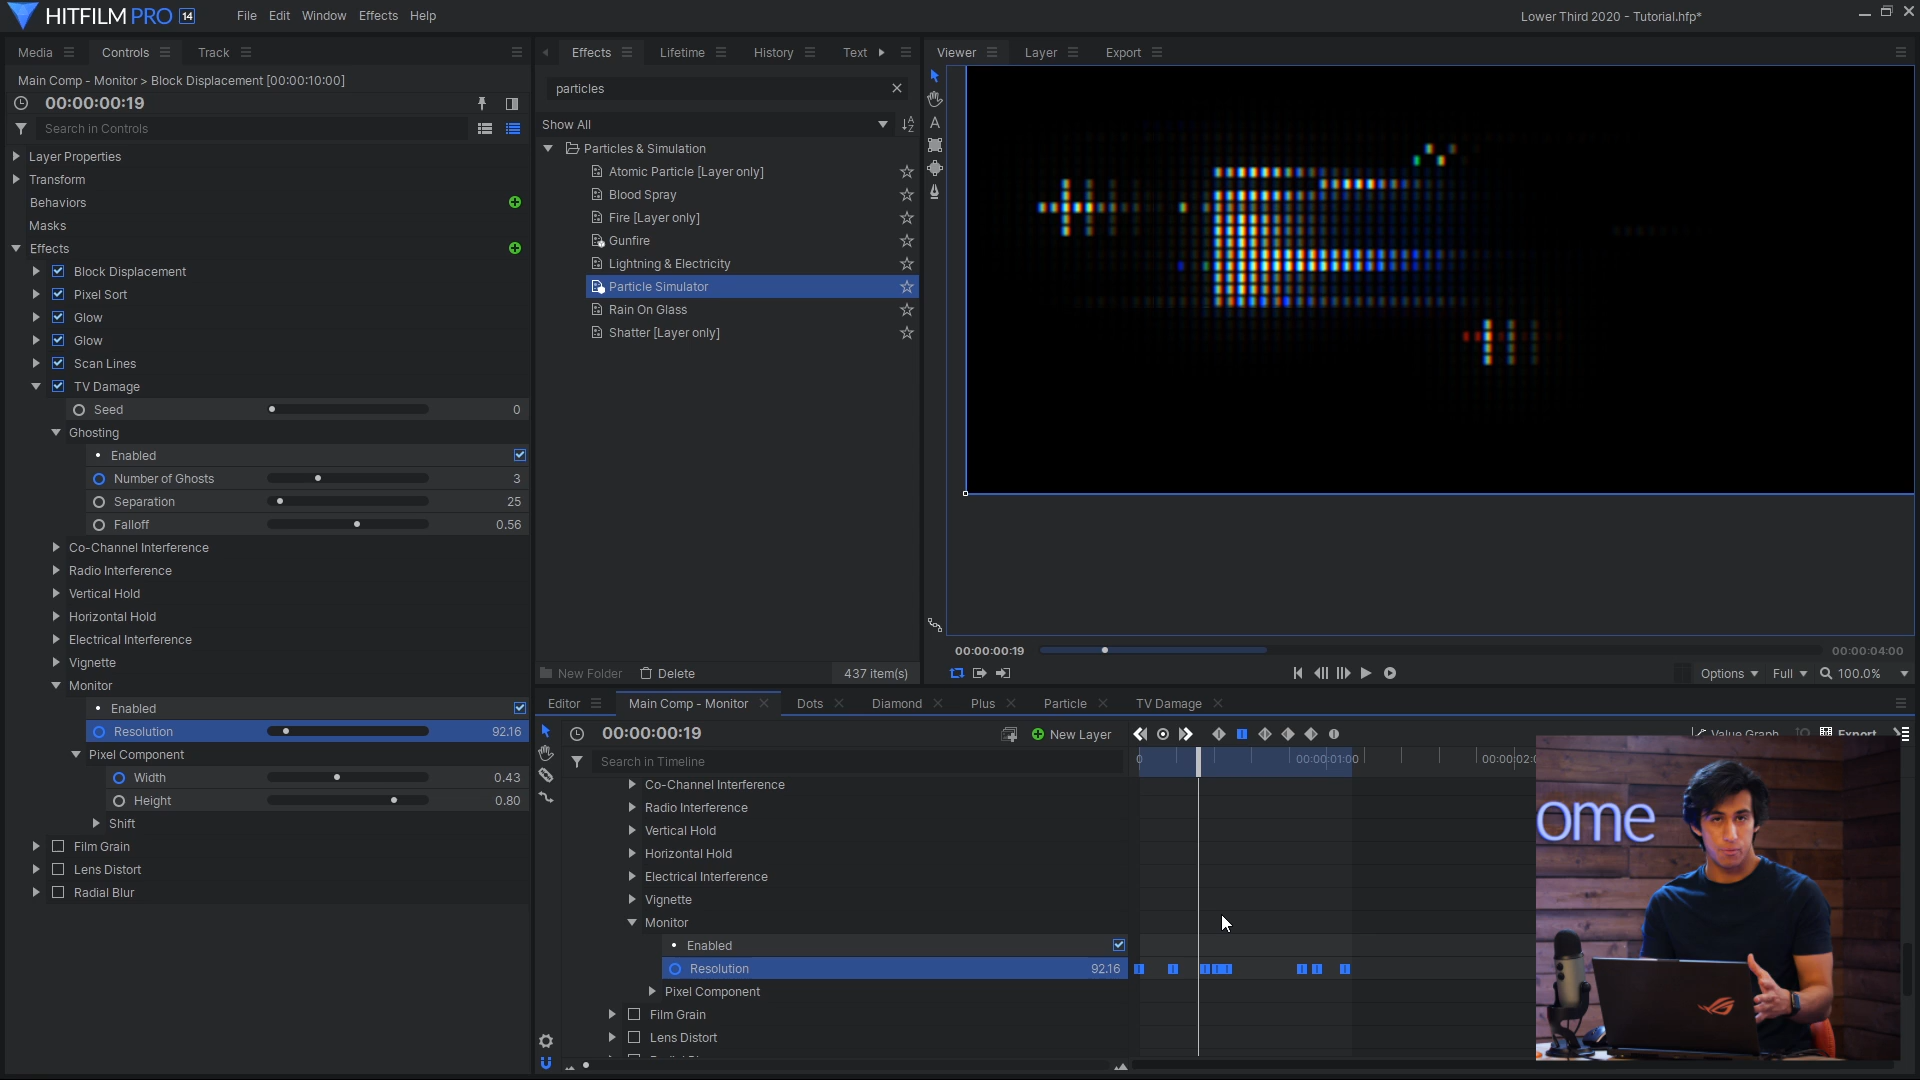 HITFILM PRO 14
File Edit Window Effects Help
Lower Third 2020 - Tutorial.hfp*
Media Controls Track
Main Comp - Monitor > Block Displacement [00:00:10:00]
00:00:00:19
Search in Controls
Layer Properties
Transform
Behaviors
Masks
Effects
Block Displacement
Pixel Sort
Glow
Glow
Scan Lines
TV Damage
Seed 0
Ghosting
Enabled
Number of Ghosts 3
Separation 25
Falloff 0.56
Co-Channel Interference
Radio Interference
Vertical Hold
Horizontal Hold
Electrical Interference
Vignette
Monitor
Enabled
Resolution 92.16
Pixel Component
Width 0.43
Height 0.80
Shift
Film Grain
Lens Distort
Radial Blur
Effects Lifetime History Text
particles
Show All
Particles & Simulation
Atomic Particle [Layer only]
Blood Spray
Fire [Layer only]
Gunfire
Lightning & Electricity
Particle Simulator
Rain On Glass
Shatter [Layer only]
New Folder Delete 437 item(s)
Viewer Layer Export
00:00:00:19 00:00:04:00
Options Full 100.0%
Editor Main Comp - Monitor Dots Diamond Plus Particle TV Damage
00:00:00:19 New Layer Value Graph Export
Search in Timeline
0 00:00:01:00 00:00:02:0
Co-Channel Interference
Radio Interference
Vertical Hold
Horizontal Hold
Electrical Interference
Vignette
Monitor
Enabled
Resolution 92.16
Pixel Component
Film Grain
Lens Distort
ome